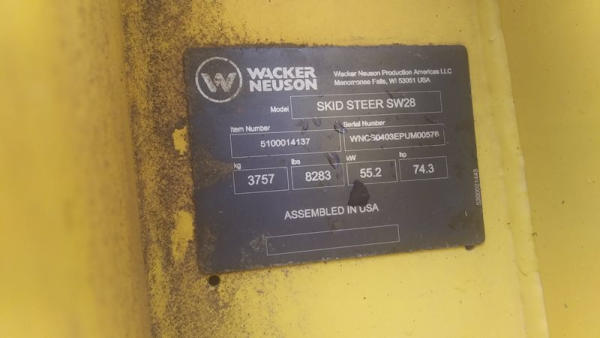 WACKER NEUSON
Wacker Neuson Production Americas LLC
Menomonee Falls, WI 53051 USA
Model SKID STEER SW28
Item Number Serial Number
5100014137 WNCS0403EPUM00576
kg lbs kW hp
3757 8283 55.2 74.3
ASSEMBLED IN USA